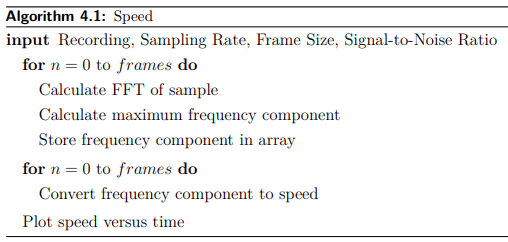 Algorithm 4.1: Speed
input Recording, Sampling Rate, Frame Size, Signal-to-Noise Ratio
for n = 0 to frames do
Calculate FFT of sample
Calculate maximum frequency component
Store frequency component in array
for n = 0 to frames do
Convert frequency component to speed
Plot speed versus time